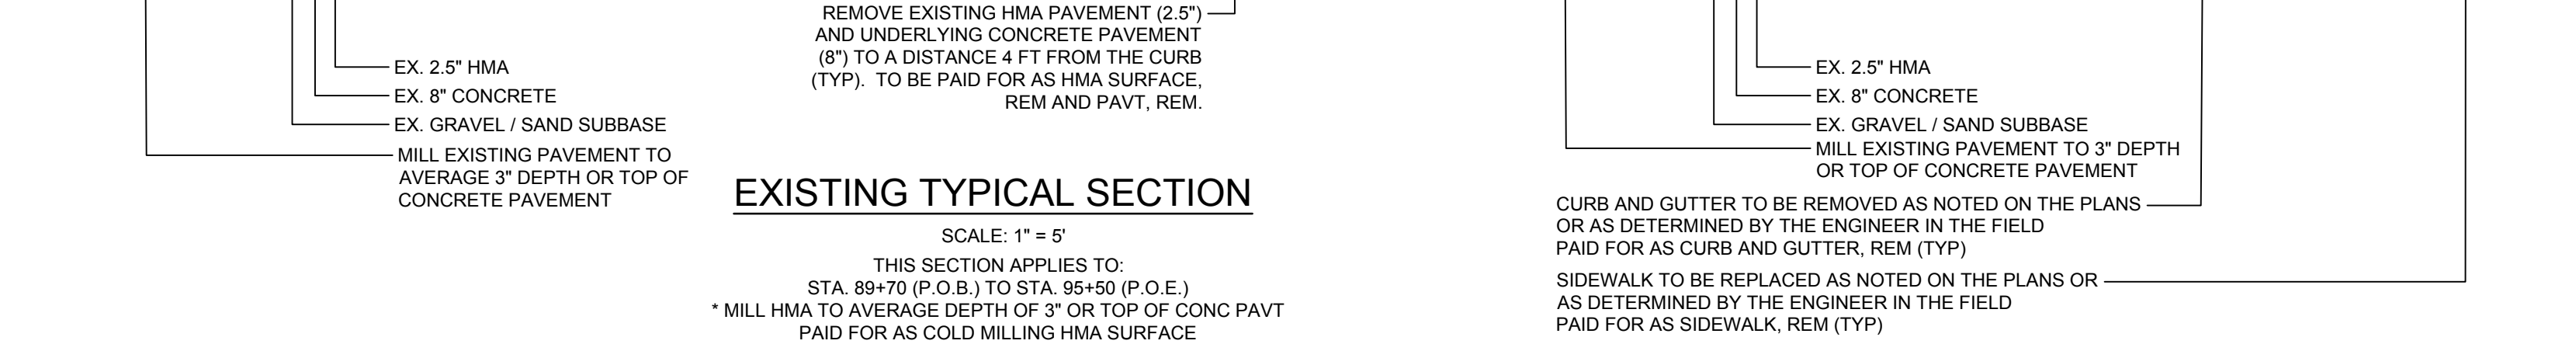 EX. 2.5" HMA
EX. 8" CONCRETE
EX. GRAVEL / SAND SUBBASE
MILL EXISTING PAVEMENT TO
AVERAGE 3" DEPTH OR TOP OF
CONCRETE PAVEMENT
REMOVE EXISTING HMA PAVEMENT (2.5")
AND UNDERLYING CONCRETE PAVEMENT
(8") TO A DISTANCE 4 FT FROM THE CURB
(TYP).  TO BE PAID FOR AS HMA SURFACE,
REM AND PAVT, REM.
EXISTING TYPICAL SECTION
SCALE: 1" = 5'
THIS SECTION APPLIES TO:
STA. 89+70 (P.O.B.) TO STA. 95+50 (P.O.E.)
* MILL HMA TO AVERAGE DEPTH OF 3" OR TOP OF CONC PAVT
PAID FOR AS COLD MILLING HMA SURFACE
EX. 2.5" HMA
EX. 8" CONCRETE
EX. GRAVEL / SAND SUBBASE
MILL EXISTING PAVEMENT TO 3" DEPTH
OR TOP OF CONCRETE PAVEMENT
CURB AND GUTTER TO BE REMOVED AS NOTED ON THE PLANS
OR AS DETERMINED BY THE ENGINEER IN THE FIELD
PAID FOR AS CURB AND GUTTER, REM (TYP)
SIDEWALK TO BE REPLACED AS NOTED ON THE PLANS OR
AS DETERMINED BY THE ENGINEER IN THE FIELD
PAID FOR AS SIDEWALK, REM (TYP)